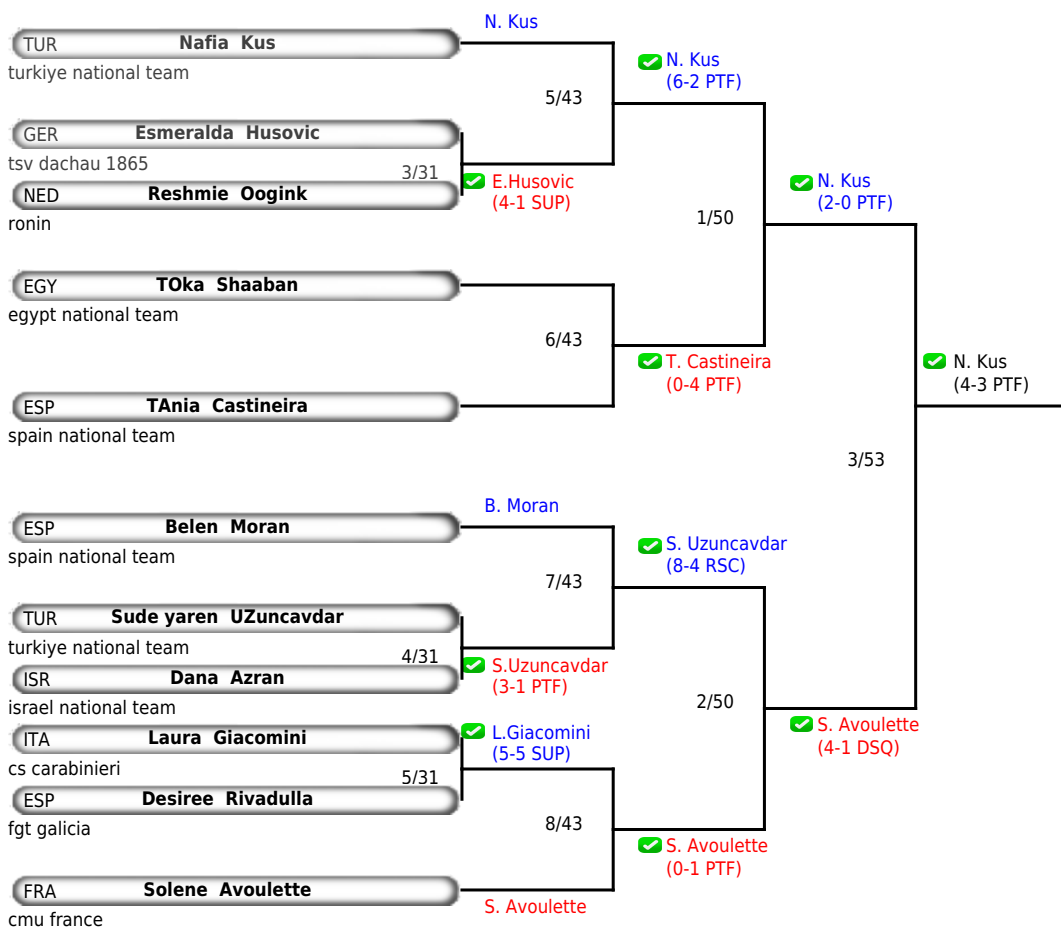 N. Kus
TUR Nafia Kus
turkiye national team
N. Kus
(6-2 PTF)
5/43
GER Esmeralda Husovic
tsv dachau 1865
3/31
NED Reshmie Oogink
ronin
E.Husovic
(4-1 SUP)
N. Kus
(2-0 PTF)
1/50
EGY TOka Shaaban
egypt national team
6/43
T. Castineira
(0-4 PTF)
ESP TAnia Castineira
spain national team
N. Kus
(4-3 PTF)
3/53
B. Moran
ESP Belen Moran
spain national team
S. Uzuncavdar
(8-4 RSC)
7/43
TUR Sude yaren UZuncavdar
turkiye national team
4/31
ISR Dana Azran
israel national team
S.Uzuncavdar
(3-1 PTF)
2/50
S. Avoulette
(4-1 DSQ)
ITA Laura Giacomini
cs carabinieri
L.Giacomini
(5-5 SUP)
5/31
ESP Desiree Rivadulla
fgt galicia
8/43
S. Avoulette
(0-1 PTF)
FRA Solene Avoulette
cmu france
S. Avoulette